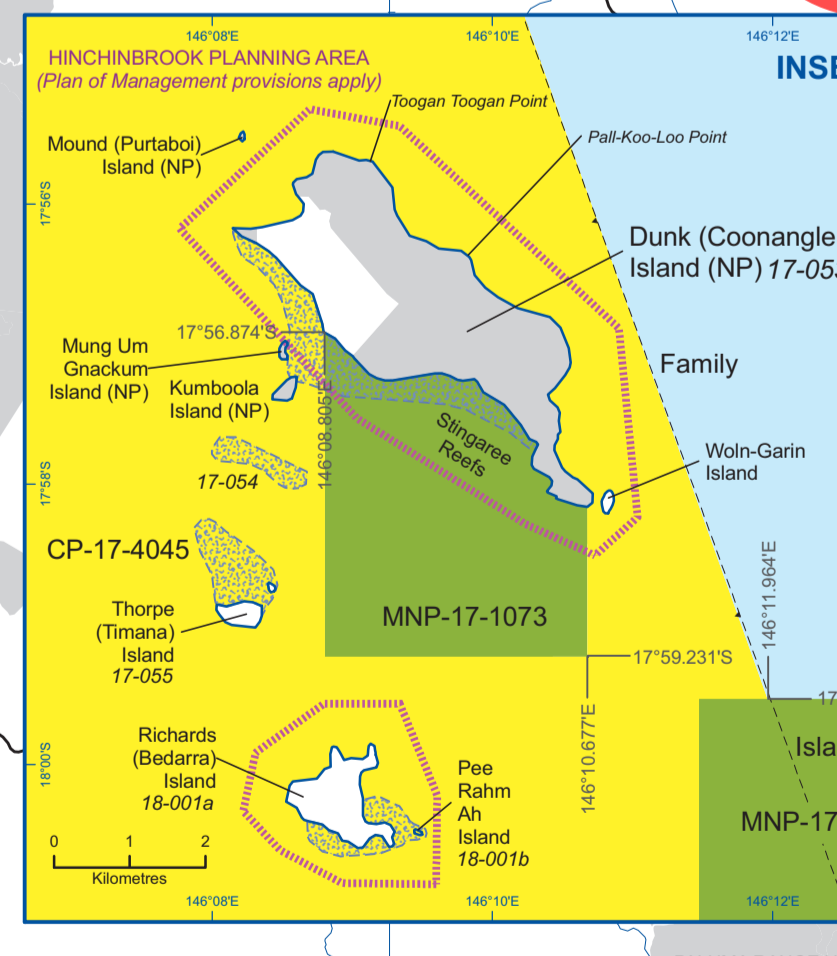 146°08'E
146°10'E
146°12'E
HINCHINBROOK PLANNING AREA
(Plan of Management provisions apply)
INSE
Toogan Toogan Point
Mound (Purtaboi)
Island (NP)
Pall-Koo-Loo Point
17°56'S
Dunk (Coonangle
Island (NP) 17-05
17°56.874'S
Mung Um
Gnackum
Island (NP)
Family
Kumboola
Island (NP)
146°08.805'E
Stingaree
Reefs
Woln-Garin
Island
17°58'S
17-054
CP-17-4045
146°11.964'E
Thorpe
(Timana)
Island
17-055
MNP-17-1073
17°59.231'S
17
146°10.677'E
Richards
(Bedarra)
Island
18-001a
18°00'S
Pee
Rahm
Ah
Island
18-001b
Isla
MNP-17
0 1 2
Kilometres
146°08'E
146°10'E
146°12'E